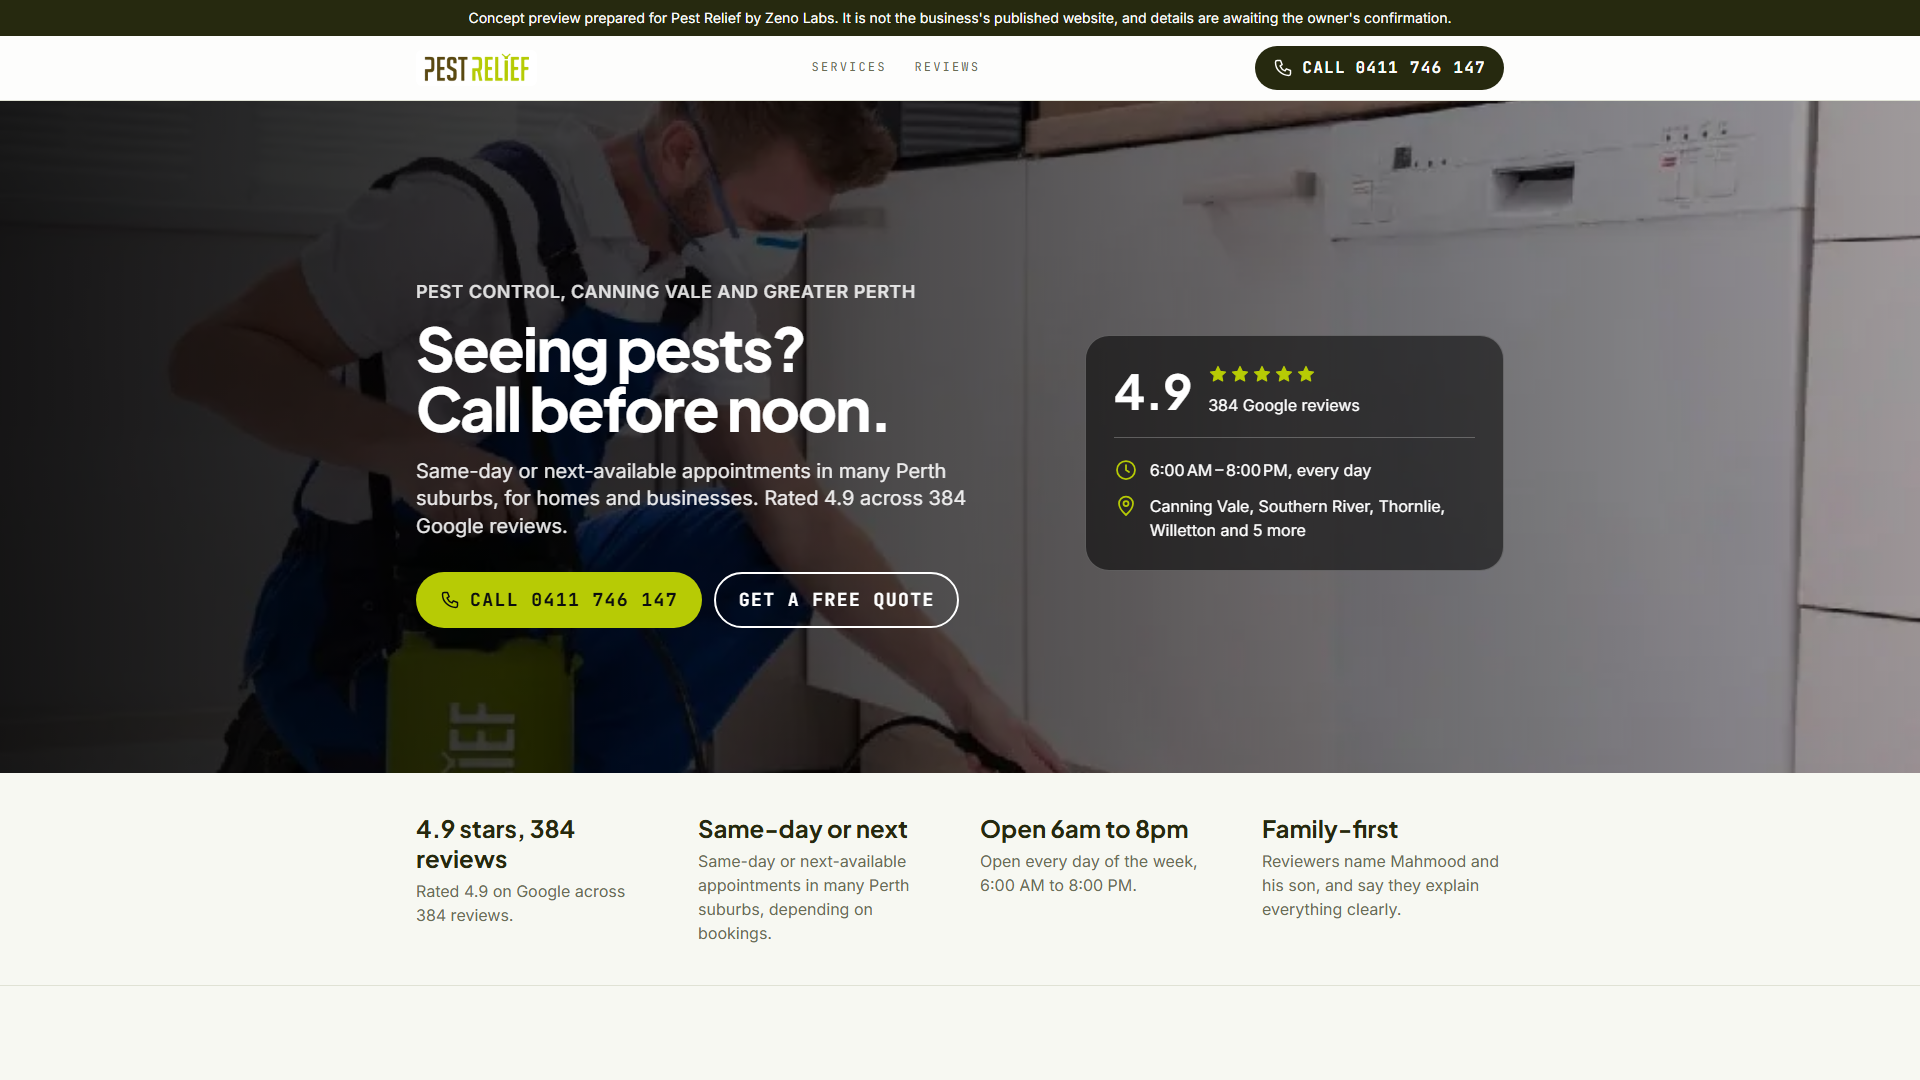 Concept preview prepared for Pest Relief by Zeno Labs. It is not the business's published website, and details are awaiting the owner's confirmation.
PEST RELIEF
SERVICES
REVIEWS
CALL 0411 746 147
PEST CONTROL, CANNING VALE AND GREATER PERTH
Seeing pests?
Call before noon.
Same-day or next-available appointments in many Perth
suburbs, for homes and businesses. Rated 4.9 across 384
Google reviews.
CALL 0411 746 147
GET A FREE QUOTE
4.9
384 Google reviews
6:00 AM – 8:00 PM, every day
Canning Vale, Southern River, Thornlie,
Willetton and 5 more
IEF
4.9 stars, 384
reviews
Rated 4.9 on Google across
384 reviews.
Same-day or next
Same-day or next-available
appointments in many Perth
suburbs, depending on
bookings.
Open 6am to 8pm
Open every day of the week,
6:00 AM to 8:00 PM.
Family-first
Reviewers name Mahmood and
his son, and say they explain
everything clearly.